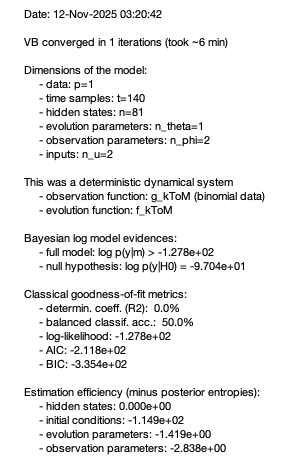 Date: 12-Nov-2025 03:20:42
VB converged in 1 iterations (took ~6 min)
Dimensions of the model:
- data: p=1
- time samples: t=140
- hidden states: n=81
- evolution parameters: n_theta=1
- observation parameters: n_phi=2
- inputs: n_u=2
This was a deterministic dynamical system
- observation function: g_kToM (binomial data)
- evolution function: f_kToM
Bayesian log model evidences:
- full model: log p(y|m) > -1.278e+02
- null hypothesis: log p(y|H0) = -9.704e+01
Classical goodness-of-fit metrics:
- determin. coeff. (R2): 0.0%
- balanced classif. acc.: 50.0%
- log-likelihood: -1.278e+02
- AIC: -2.118e+02
- BIC: -3.354e+02
Estimation efficiency (minus posterior entropies):
- hidden states: 0.000e+00
- initial conditions: -1.149e+02
- evolution parameters: -1.419e+00
- observation parameters: -2.838e+00